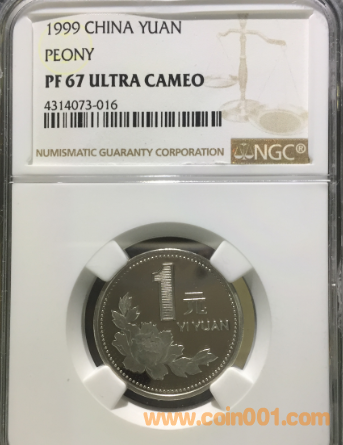 1999 CHINA YUAN
PEONY
PF 67 ULTRA CAMEO
4314073-016
NUMISMATIC GUARANTY CORPORATION NGC®
1元
YI YUAN
www.coin001.com